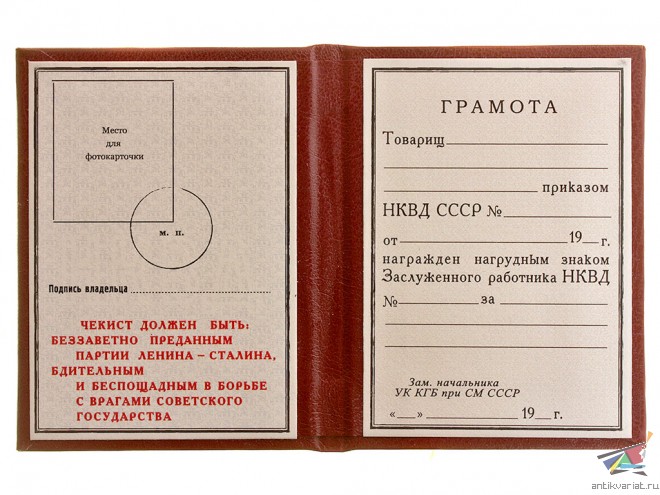 Место
для
фотокарточки
м. п.
Подпись владельца
ЧЕКИСТ ДОЛЖЕН БЫТЬ:
БЕЗЗАВЕТНО ПРЕДАННЫМ
ПАРТИИ ЛЕНИНА – СТАЛИНА,
БДИТЕЛЬНЫМ
И БЕСПОЩАДНЫМ В БОРЬБЕ
С ВРАГАМИ СОВЕТСКОГО
ГОСУДАРСТВА
ГРАМОТА
Товарищ
приказом
НКВД СССР №
от 19 г.
награжден нагрудным знаком
Заслуженного работника НКВД
№ за
Зам. начальника
УК КГБ при СМ СССР
«__» 19__ г.
antikvariat.ru